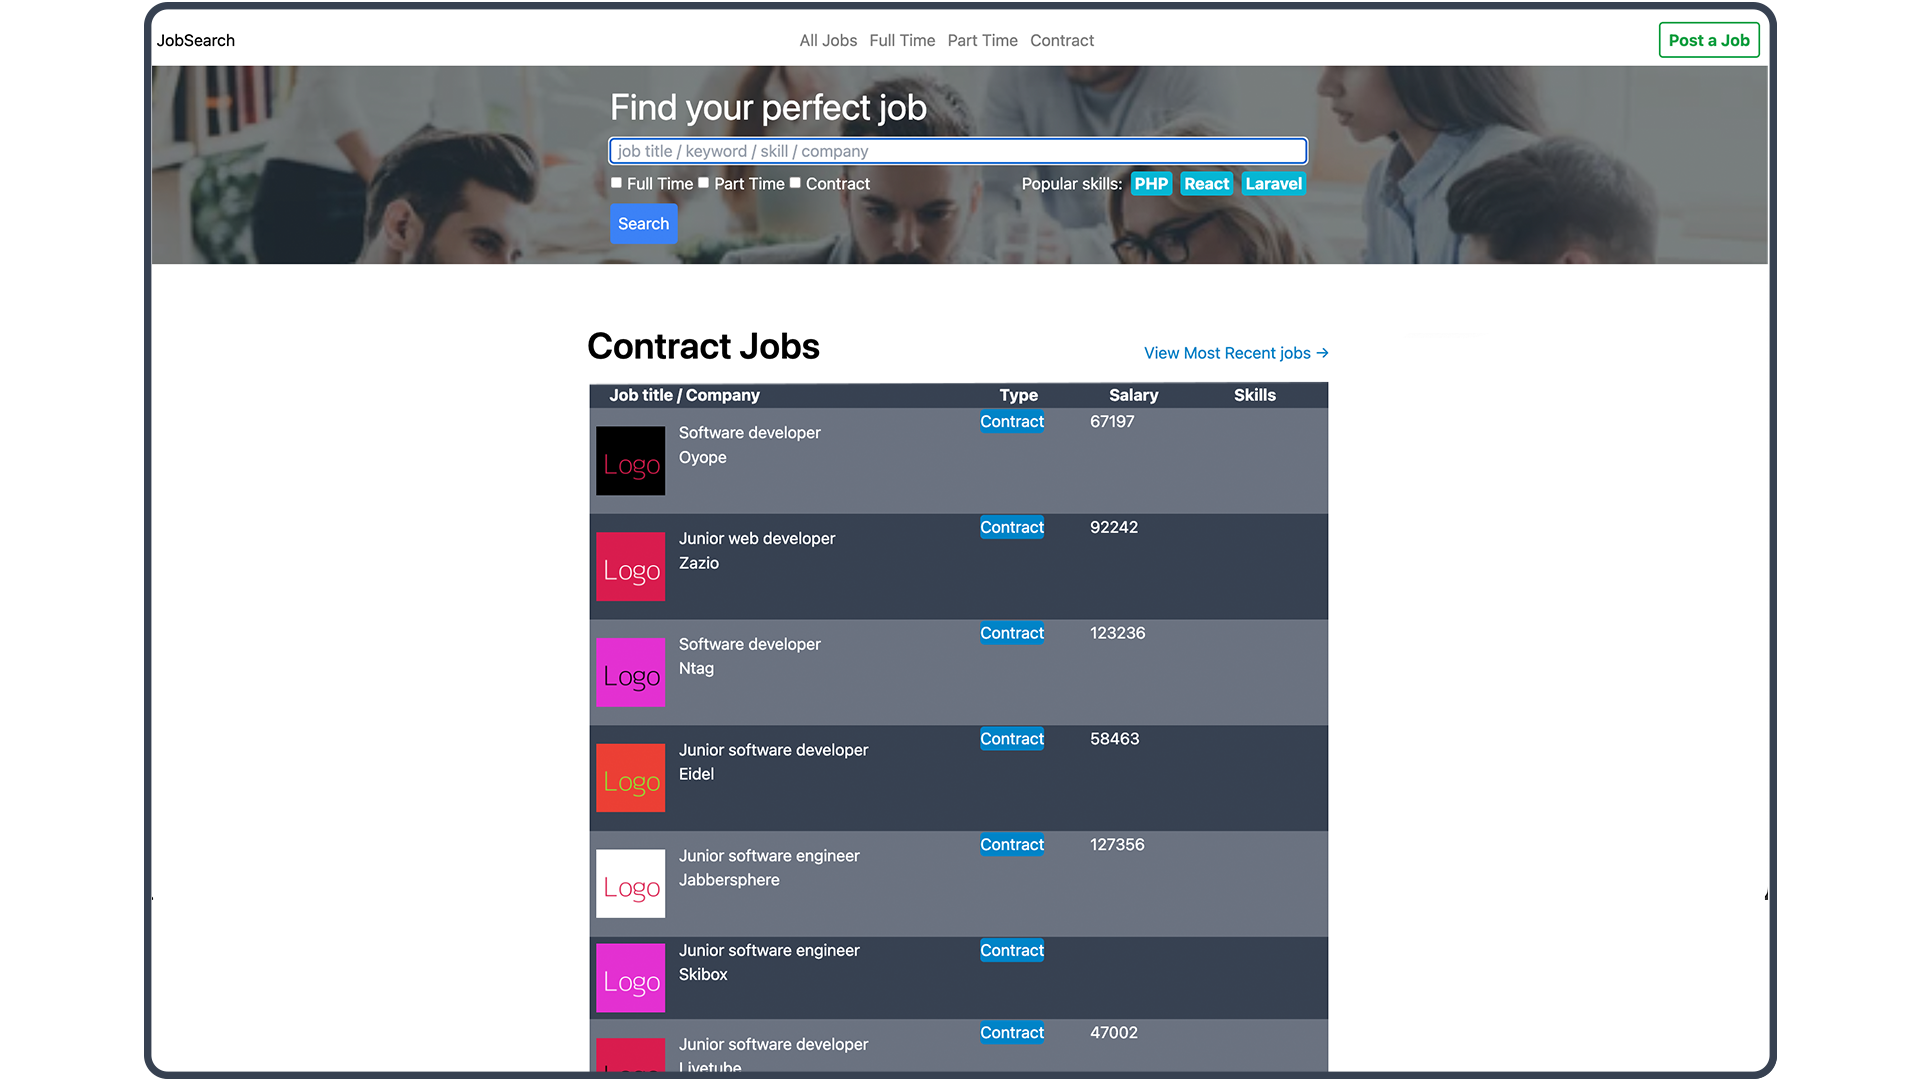 JobSearch All Jobs Full Time Part Time Contract Post a Job
Find your perfect job
job title / keyword / skill / company
Full Time Part Time Contract Popular skills: PHP React Laravel
Search
Contract Jobs View Most Recent jobs →
Job title / Company Type Salary Skills
Logo Software developer Contract 67197
Oyope
Logo Junior web developer Contract 92242
Zazio
Logo Software developer Contract 123236
Ntag
Logo Junior software developer Contract 58463
Eidel
Logo Junior software engineer Contract 127356
Jabbersphere
Logo Junior software engineer Contract
Skibox
Logo Junior software developer Contract 47002
Livetube